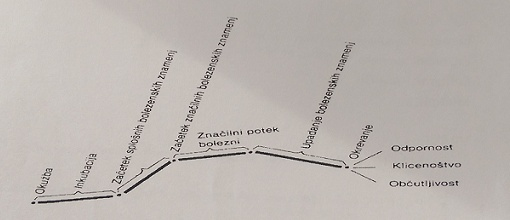 Okužba
Inkubacija
Začetek splošnih bolezenskih znamenj
Začetek značilnih bolezenskih znamenj
Značilni potek
bolezni
Upadanje bolezenskih znamenj
Okrevanje
Odpornost
Klicenoštvo
Občutljivost